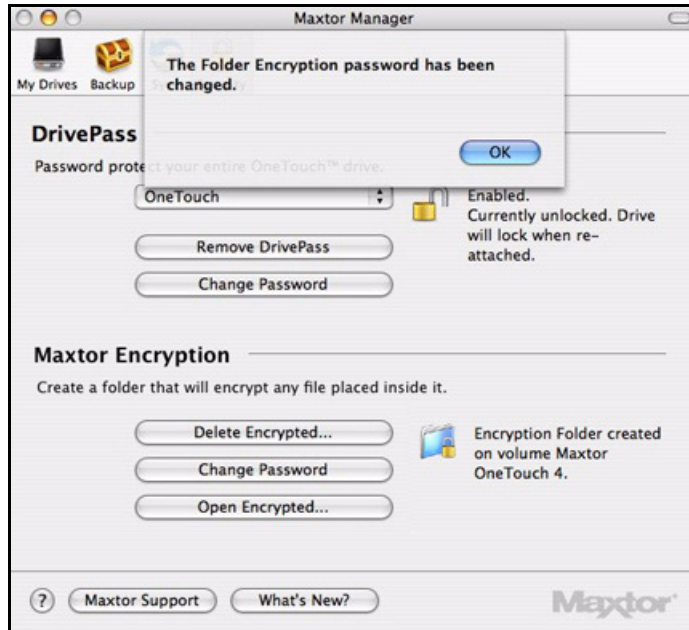 Maxtor Manager
The Folder Encryption password has been
changed.
OK
My Drives Backup
DrivePass
Password protect your entire OneTouch™ drive.
OneTouch
Enabled.
Currently unlocked. Drive
will lock when re-
attached.
Remove DrivePass
Change Password
Maxtor Encryption
Create a folder that will encrypt any file placed inside it.
Delete Encrypted...
Change Password
Open Encrypted...
Encryption Folder created
on volume Maxtor
OneTouch 4.
? Maxtor Support What's New? Maxtor